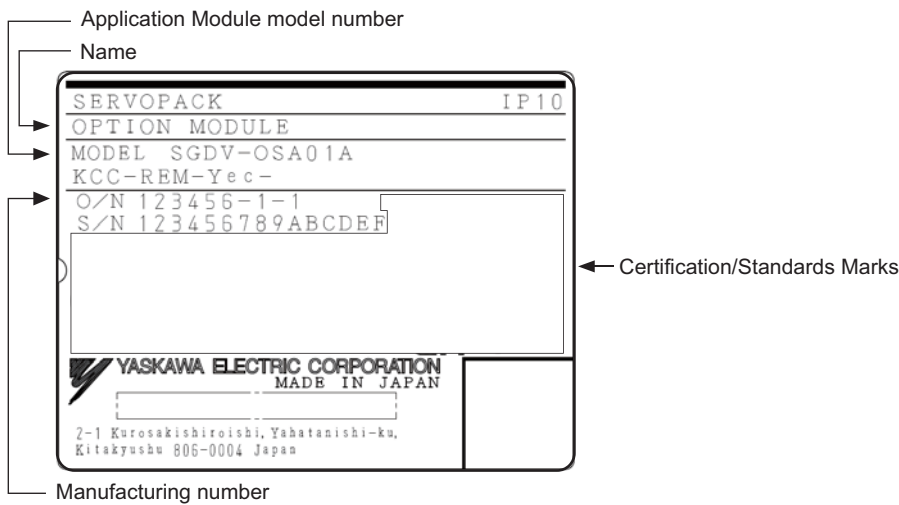 Application Module model number
Name
SERVOPACK IP10
OPTION MODULE
MODEL SGDV-OSA01A
KCC-REM-Yec-
O/N 123456-1-1
S/N 123456789ABCDEF
Certification/Standards Marks
YASKAWA ELECTRIC CORPORATION
MADE IN JAPAN
2-1 Kurosakishiroishi, Yahatanishi-ku,
Kitakyushu 806-0004 Japan
Manufacturing number